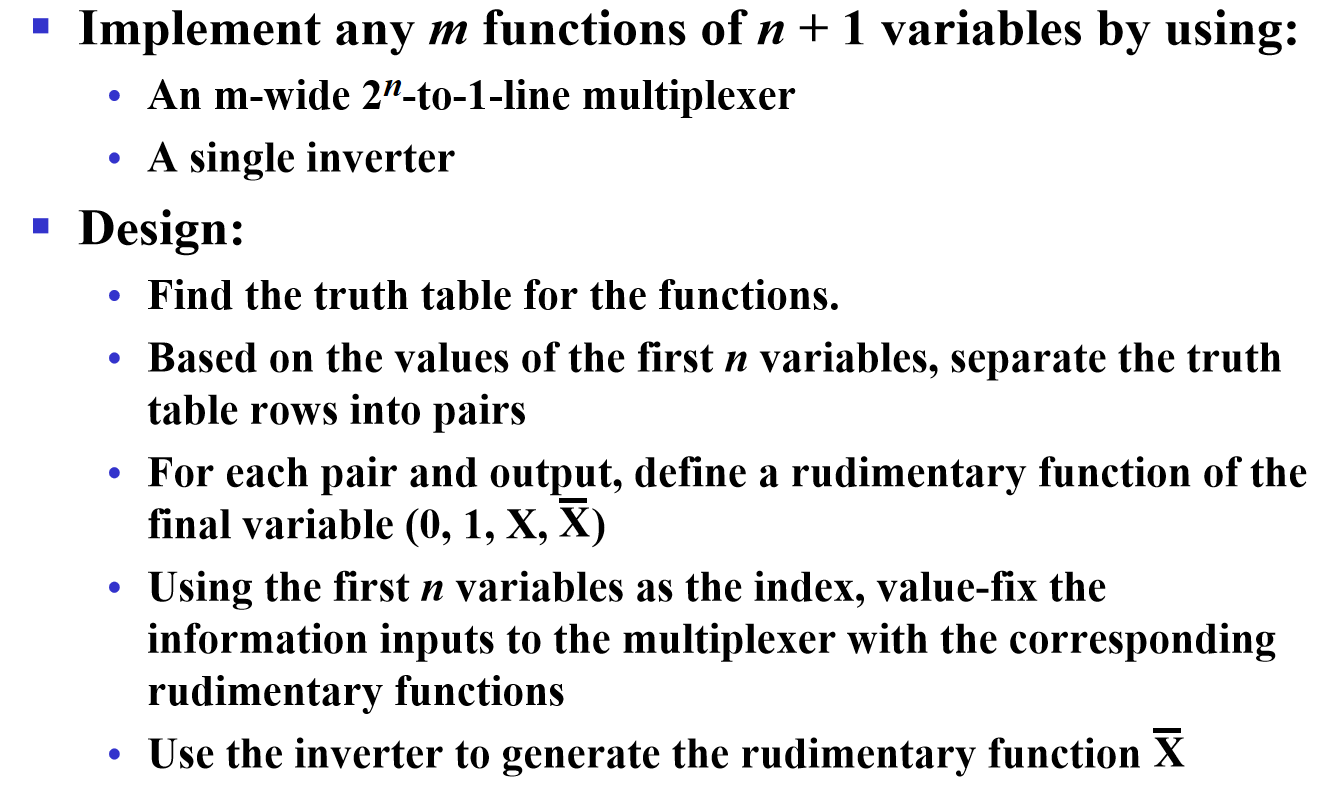 ▪ Implement any m functions of n + 1 variables by using:
• An m-wide 2ⁿ-to-1-line multiplexer
• A single inverter
▪ Design:
• Find the truth table for the functions.
• Based on the values of the first n variables, separate the truth
table rows into pairs
• For each pair and output, define a rudimentary function of the
final variable (0, 1, X, X̅)
• Using the first n variables as the index, value-fix the
information inputs to the multiplexer with the corresponding
rudimentary functions
• Use the inverter to generate the rudimentary function X̅